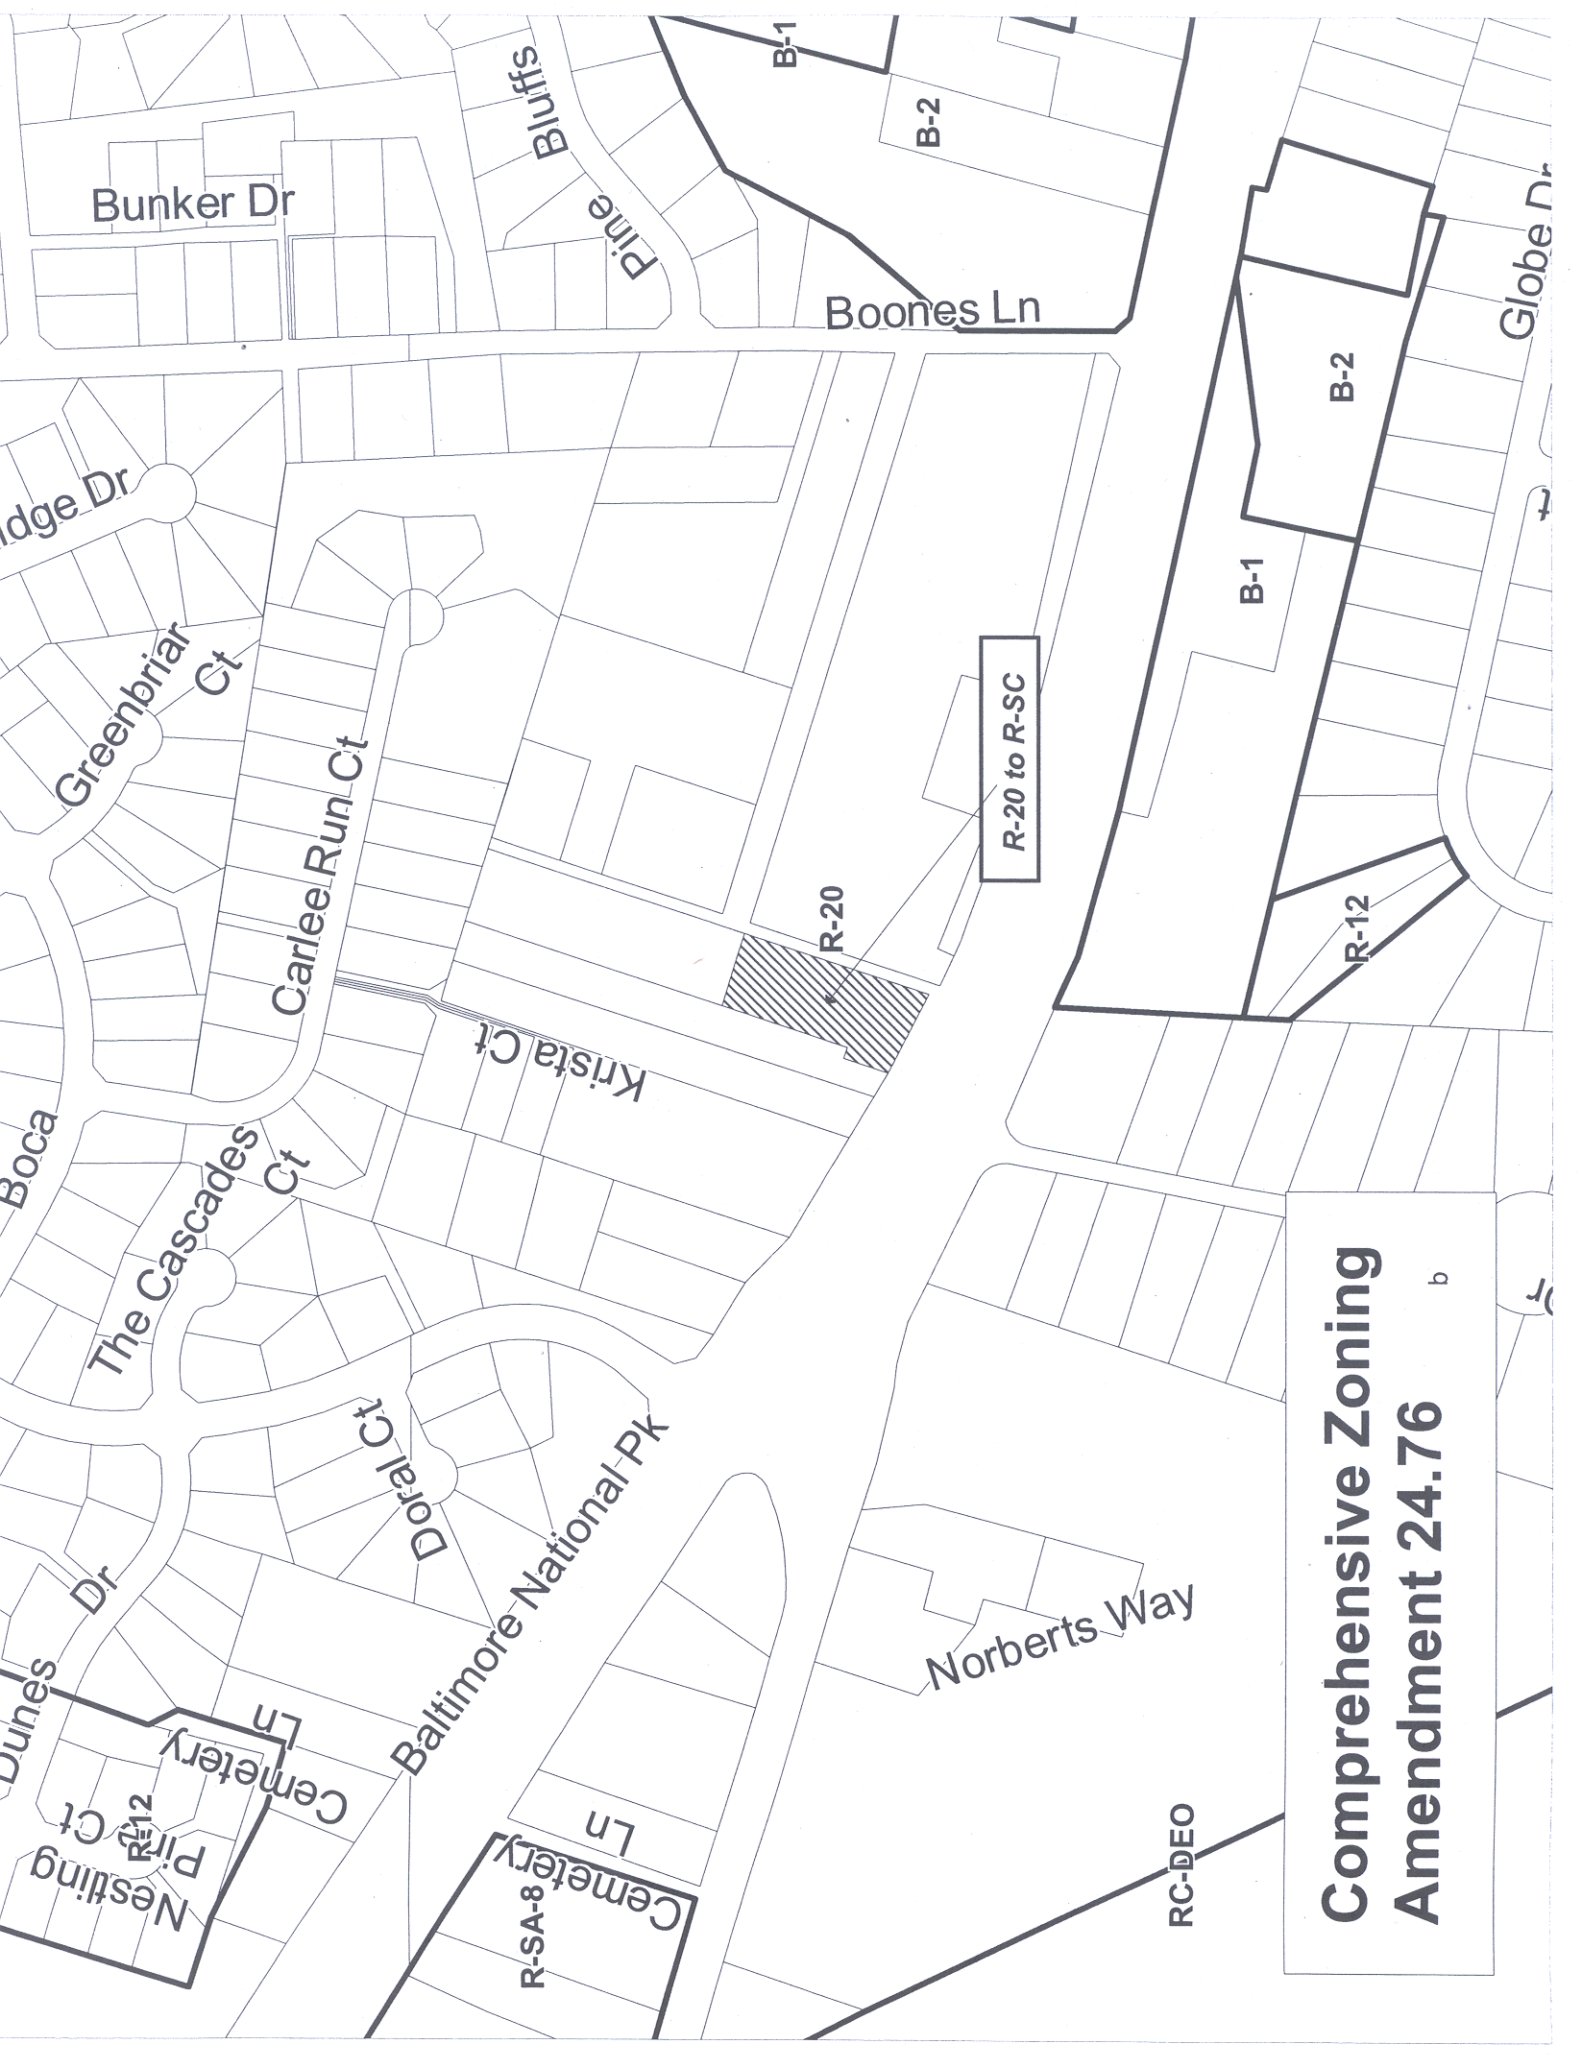 B-1
B-2
Bluffs
Pine
Bunker Dr
Boones Ln
Globe Dr
B-2
idge Dr
B-1
Greenbriar
Ct
Carlee Run Ct
R-20 to R-SC
R-20
R-12
Krista Ct
Boca
The Cascades
Ct
Doral Ct
Baltimore National Pk
Dr
Dunes
Norberts Way
Cemetery
Ln
R-12
Nestling
Pine Ct
Cemetery
Ln
R-SA-8
RC-DEO
Dr
Comprehensive Zoning
Amendment 24.76
b